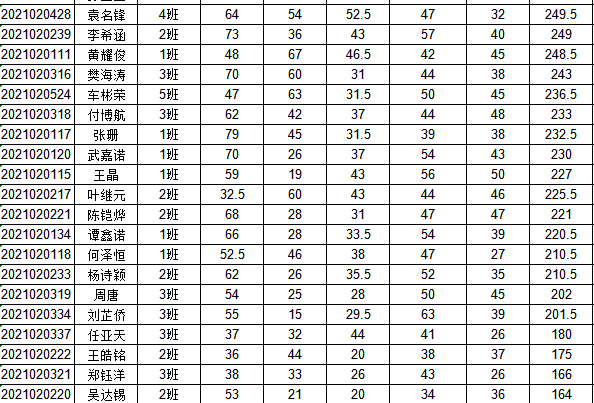 2021020428 袁名锋 4班 64 54 52.5 47 32 249.5
2021020239 李希涵 2班 73 36 43 57 40 249
2021020111 黄耀俊 1班 48 67 46.5 42 45 248.5
2021020316 樊海涛 3班 70 60 31 44 38 243
2021020524 车彬荣 5班 47 63 31.5 50 45 236.5
2021020318 付博航 3班 62 42 37 44 48 233
2021020117 张珊 1班 79 45 31.5 39 38 232.5
2021020120 武嘉诺 1班 70 26 37 54 43 230
2021020115 王晶 1班 59 19 43 56 50 227
2021020217 叶继元 2班 32.5 60 43 44 46 225.5
2021020221 陈铠烨 2班 68 28 31 47 47 221
2021020134 谭鑫诺 1班 66 28 33.5 54 39 220.5
2021020118 何泽恒 1班 52.5 46 38 47 27 210.5
2021020233 杨诗颖 2班 62 26 35.5 52 35 210.5
2021020319 周唐 3班 54 25 28 50 45 202
2021020334 刘芷侨 3班 55 15 29.5 63 39 201.5
2021020337 任亚天 3班 37 32 44 41 26 180
2021020222 王皓铭 2班 36 44 20 38 37 175
2021020321 郑钰洋 3班 38 33 26 43 26 166
2021020220 吴达锡 2班 53 21 20 34 36 164